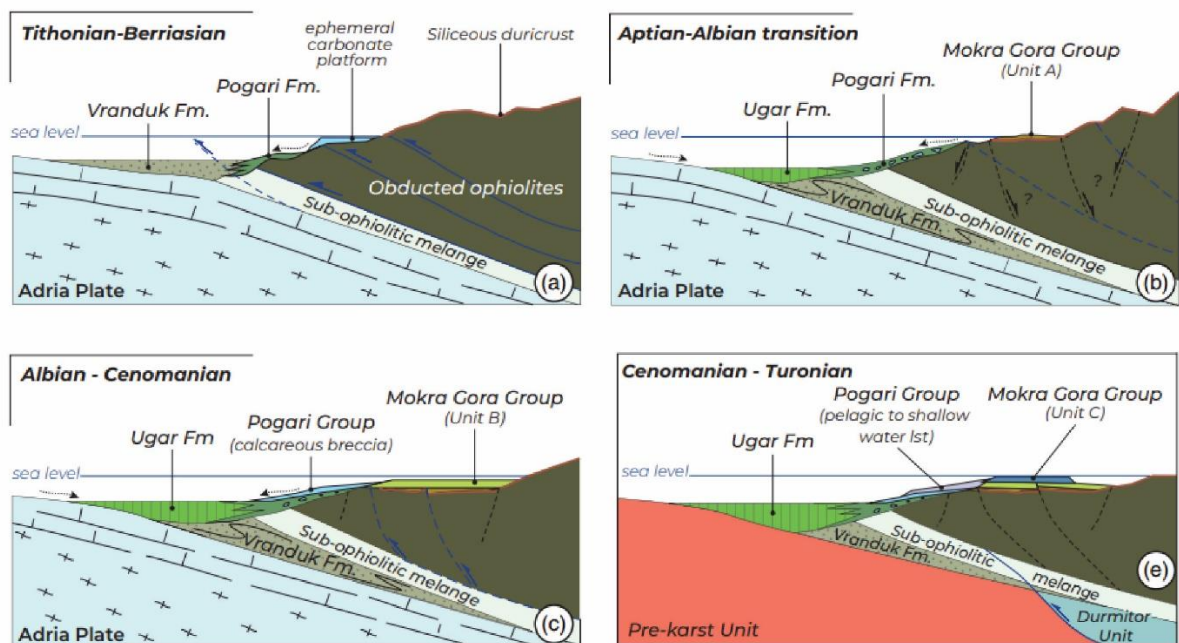 Tithonian-Berriasian
ephemeral
carbonate
platform
Siliceous duricrust
Pogari Fm.
Vranduk Fm.
sea level
Obducted ophiolites
Sub-ophiolitic melange
Adria Plate
(a)
Aptian-Albian transition
Mokra Gora Group
(Unit A)
Pogari Fm.
Ugar Fm.
sea level
?
?
Sub-ophiolitic melange
Vranduk Fm.
Adria Plate
(b)
Albian - Cenomanian
Mokra Gora Group
(Unit B)
Pogari Group
(calcareous breccia)
Ugar Fm
sea level
Sub-ophiolitic melange
Vranduk Fm.
Adria Plate
(c)
Cenomanian - Turonian
Pogari Group
(pelagic to shallow
water lst)
Mokra Gora Group
(Unit C)
Ugar Fm
sea level
Sub-ophiolitic melange
Vranduk Fm.
Durmitor
Unit
Pre-karst Unit
(e)